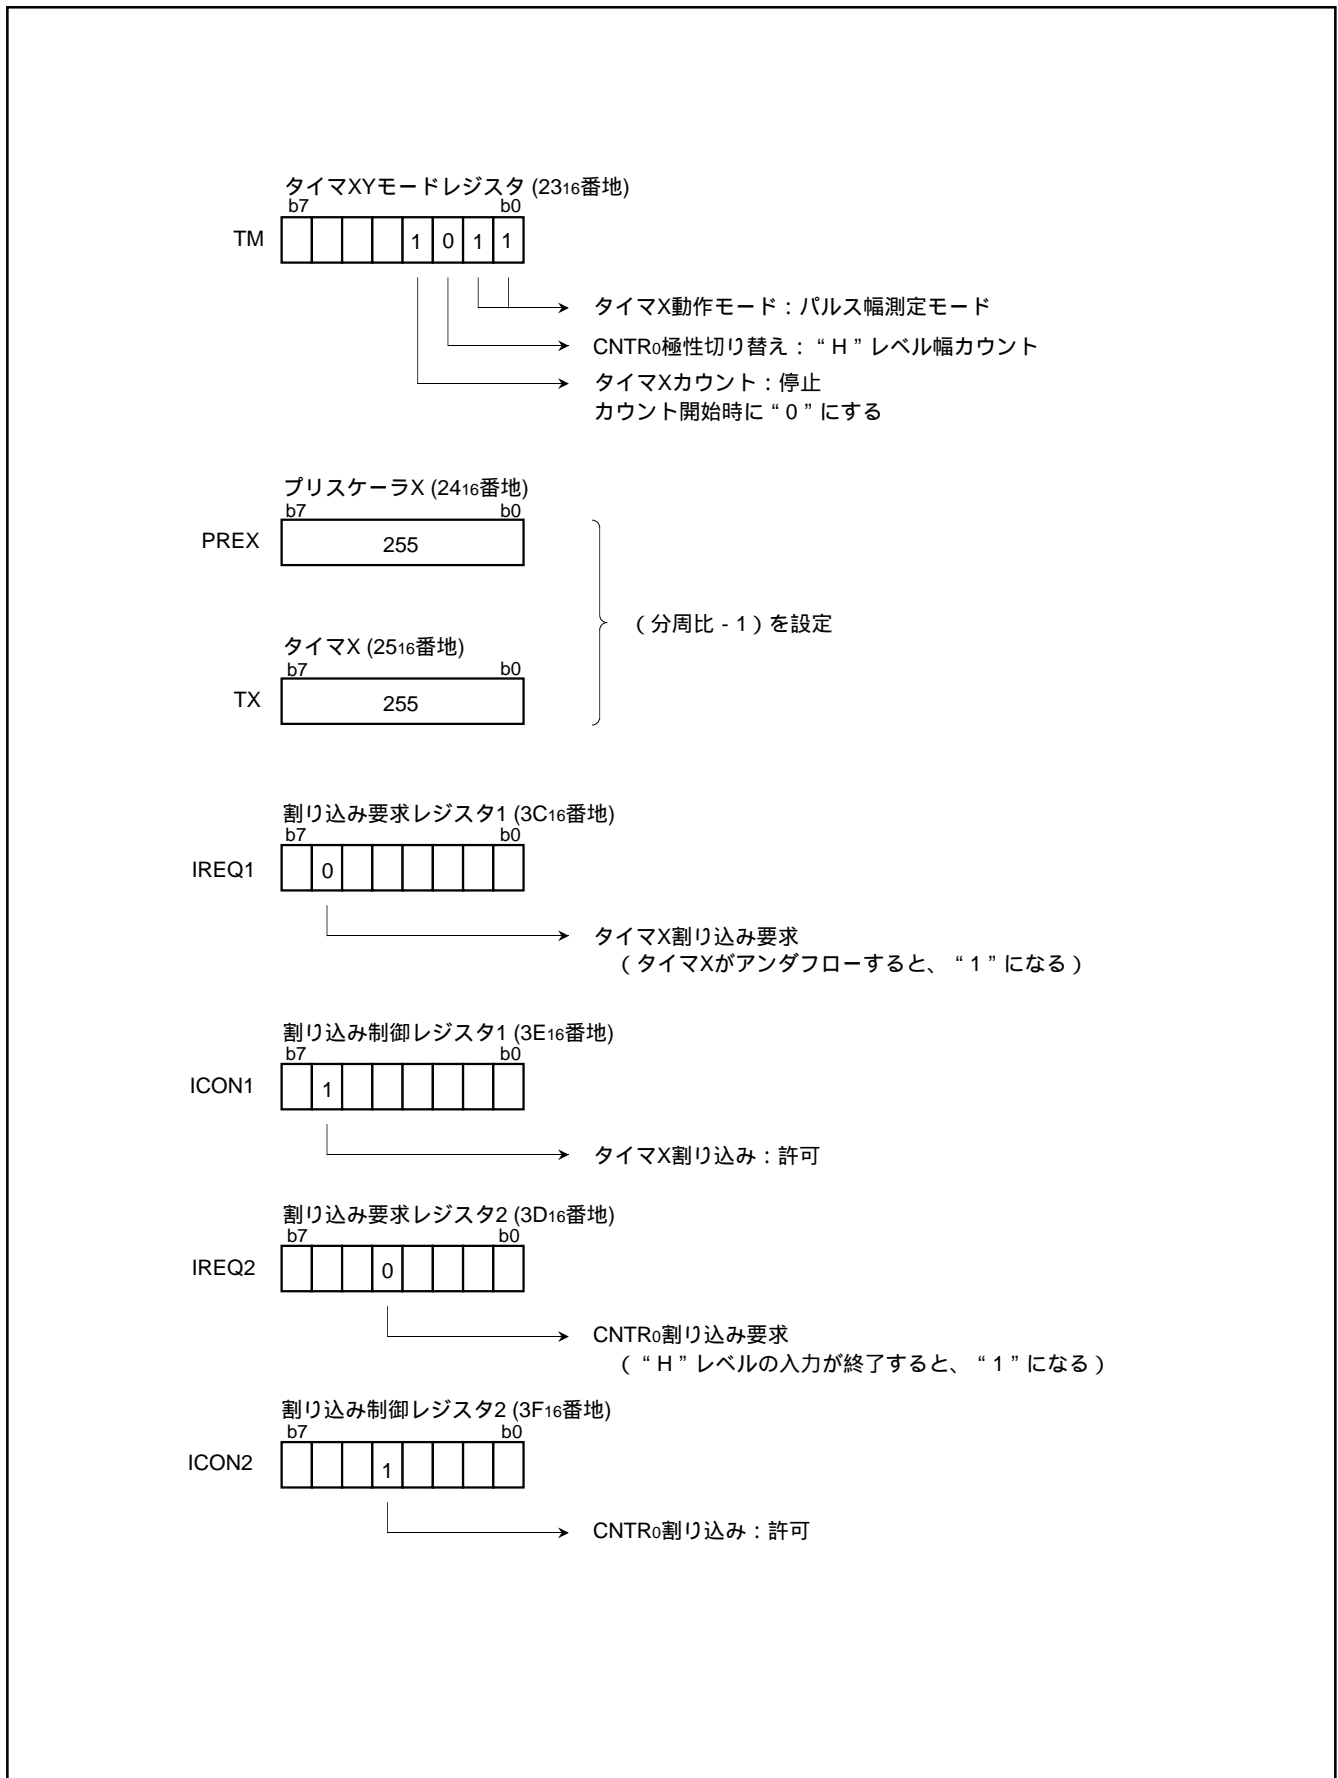 タイマXYモードレジスタ (2316番地)
b7 b0
TM 1 0 1 1
タイマX動作モード：パルス幅測定モード
CNTR0極性切り替え：“H”レベル幅カウント
タイマXカウント：停止
カウント開始時に“0”にする
プリスケーラX (2416番地)
b7 b0
PREX 255
(分周比 - 1)を設定
タイマX (2516番地)
b7 b0
TX 255
割り込み要求レジスタ1 (3C16番地)
b7 b0
IREQ1 0
タイマX割り込み要求
(タイマXがアンダフローすると、“1”になる)
割り込み制御レジスタ1 (3E16番地)
b7 b0
ICON1 1
タイマX割り込み：許可
割り込み要求レジスタ2 (3D16番地)
b7 b0
IREQ2 0
CNTR0割り込み要求
(“H”レベルの入力が終了すると、“1”になる)
割り込み制御レジスタ2 (3F16番地)
b7 b0
ICON2 1
CNTR0割り込み：許可